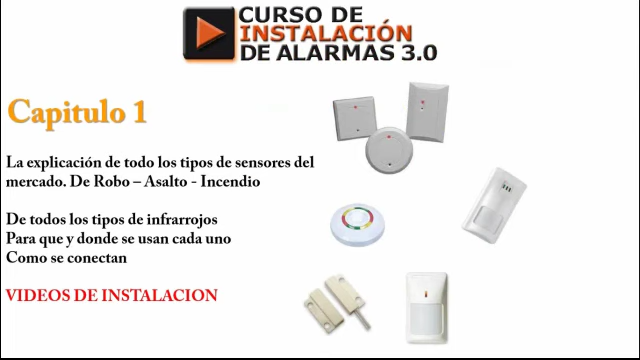 CURSO DE
INSTALACIÓN
DE ALARMAS 3.0
Capitulo 1
La explicación de todo los tipos de sensores del
mercado. De Robo – Asalto - Incendio
De todos los tipos de infrarrojos
Para que y donde se usan cada uno
Como se conectan
VIDEOS DE INSTALACION